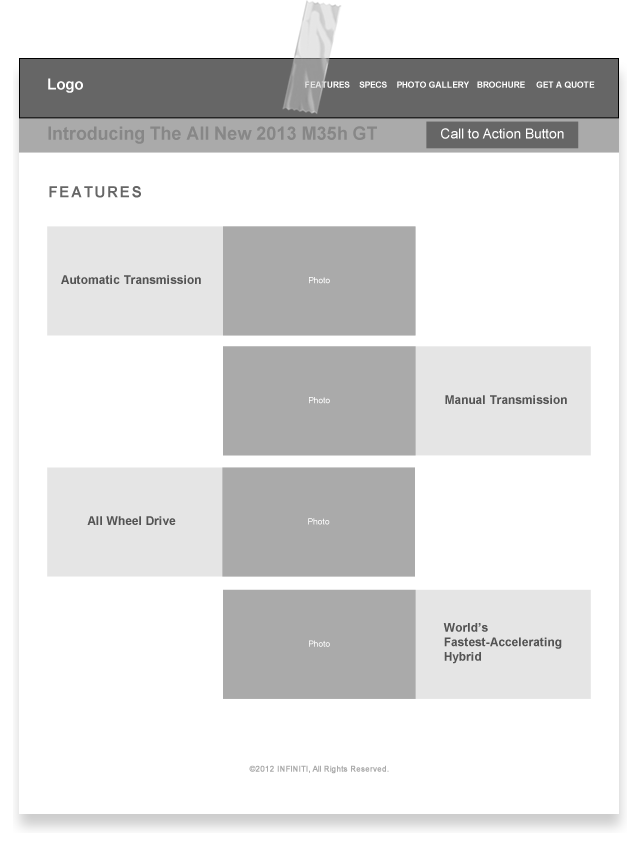 Logo
FEATURES SPECS PHOTO GALLERY BROCHURE GET A QUOTE
Introducing The All New 2013 M35h GT
Call to Action Button
FEATURES
Automatic Transmission
Photo
Photo
Manual Transmission
All Wheel Drive
Photo
Photo
World’s
Fastest-Accelerating
Hybrid
©2012 INFINITI, All Rights Reserved.